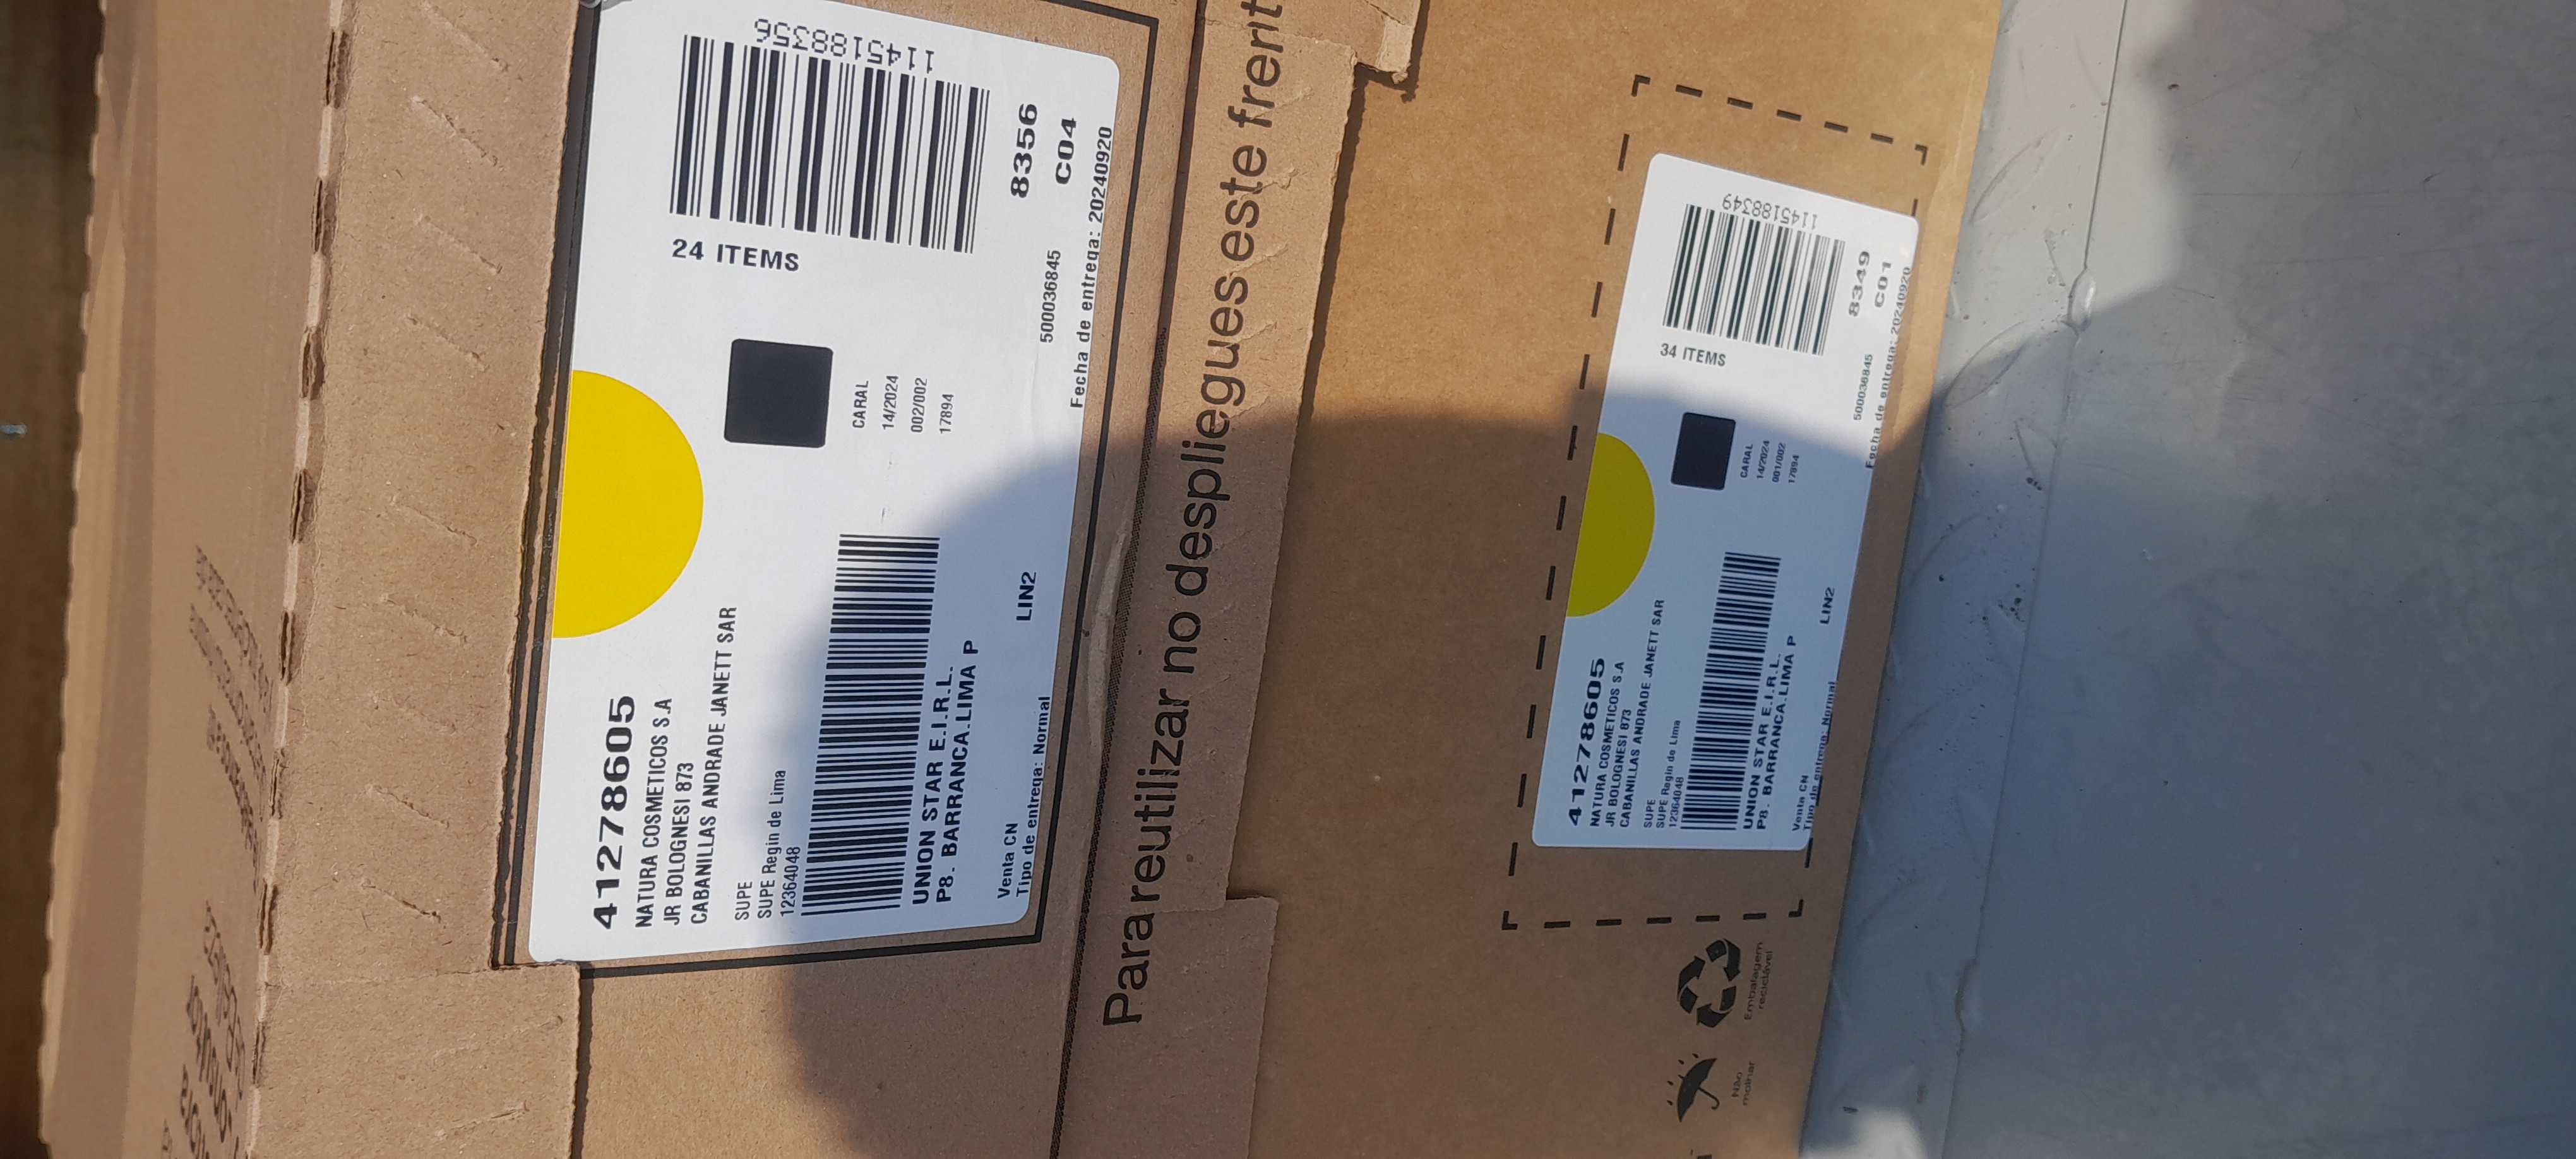 41278605
NATURA COSMETICOS S.A
JR BOLOGNESI 873
CABANILLAS ANDRADE JANETT SAR
SUPE
SUPE Regin de Lima
12364048
UNION STAR E.I.R.L.
P8. BARRANCA.LIMA P
Venta CN
Tipo de entrega: Normal
LIN2
CARAL
14/2024
002/002
17894
24 ITEMS
1145188356
8356
C04
500036845
Fecha de entrega: 20240920
Para reutilizar no despliegues este frent
41278605
NATURA COSMETICOS S.A
JR BOLOGNESI 873
CABANILLAS ANDRADE JANETT SAR
SUPE
SUPE Regin de Lima
12364048
UNION STAR E.I.R.L.
P8. BARRANCA.LIMA P
Venta CN
Tipo de entrega: Normal
LIN2
CARAL
14/2024
001/002
17894
34 ITEMS
1145188349
8349
C01
500036845
Fecha de entrega: 20240920
Não
molhar
Embalagem
reciclável